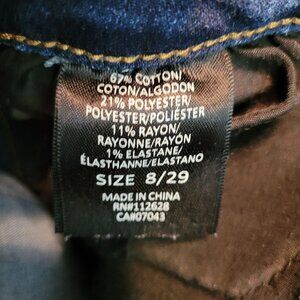 67% COTTON/
COTON/ALGODON
21% POLYESTER/
POLYESTER/POLIÉSTER
11% RAYON/
RAYONNE/RAYÓN
1% ELASTANE/
ÉLASTHANNE/ELASTANO
SIZE 8/29
MADE IN CHINA
RN#112628
CA#07043